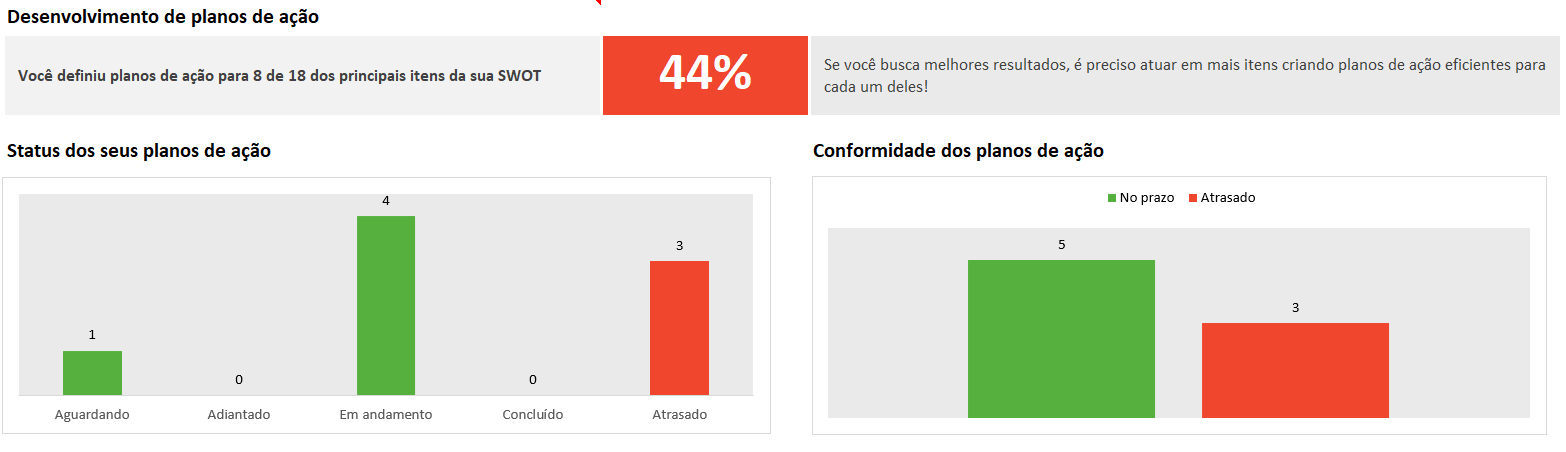 Desenvolvimento de planos de ação
Você definiu planos de ação para 8 de 18 dos principais itens da sua SWOT
44%
Se você busca melhores resultados, é preciso atuar em mais itens criando planos de ação eficientes para
cada um deles!
Status dos seus planos de ação
1
0
4
0
3
Aguardando
Adiantado
Em andamento
Concluído
Atrasado
Conformidade dos planos de ação
No prazo
Atrasado
5
3